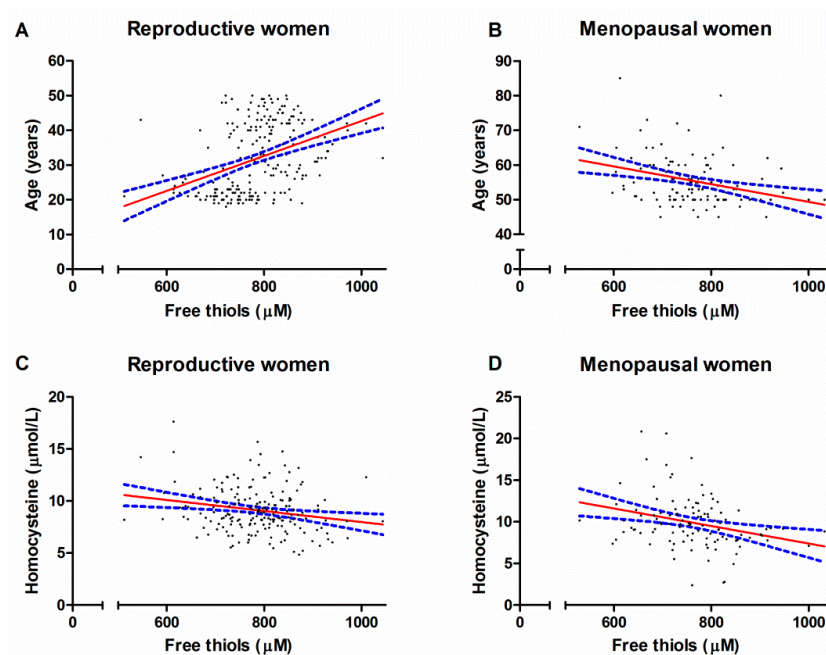 A
Reproductive women
Age (years)
60
50
40
30
20
10
0
0
600
800
1000
Free thiols (µM)
B
Menopausal women
Age (years)
90
80
70
60
50
40
0
0
600
800
1000
Free thiols (µM)
C
Reproductive women
Homocysteine (µmol/L)
20
15
10
5
0
0
600
800
1000
Free thiols (µM)
D
Menopausal women
Homocysteine (µmol/L)
25
20
15
10
5
0
0
600
800
1000
Free thiols (µM)